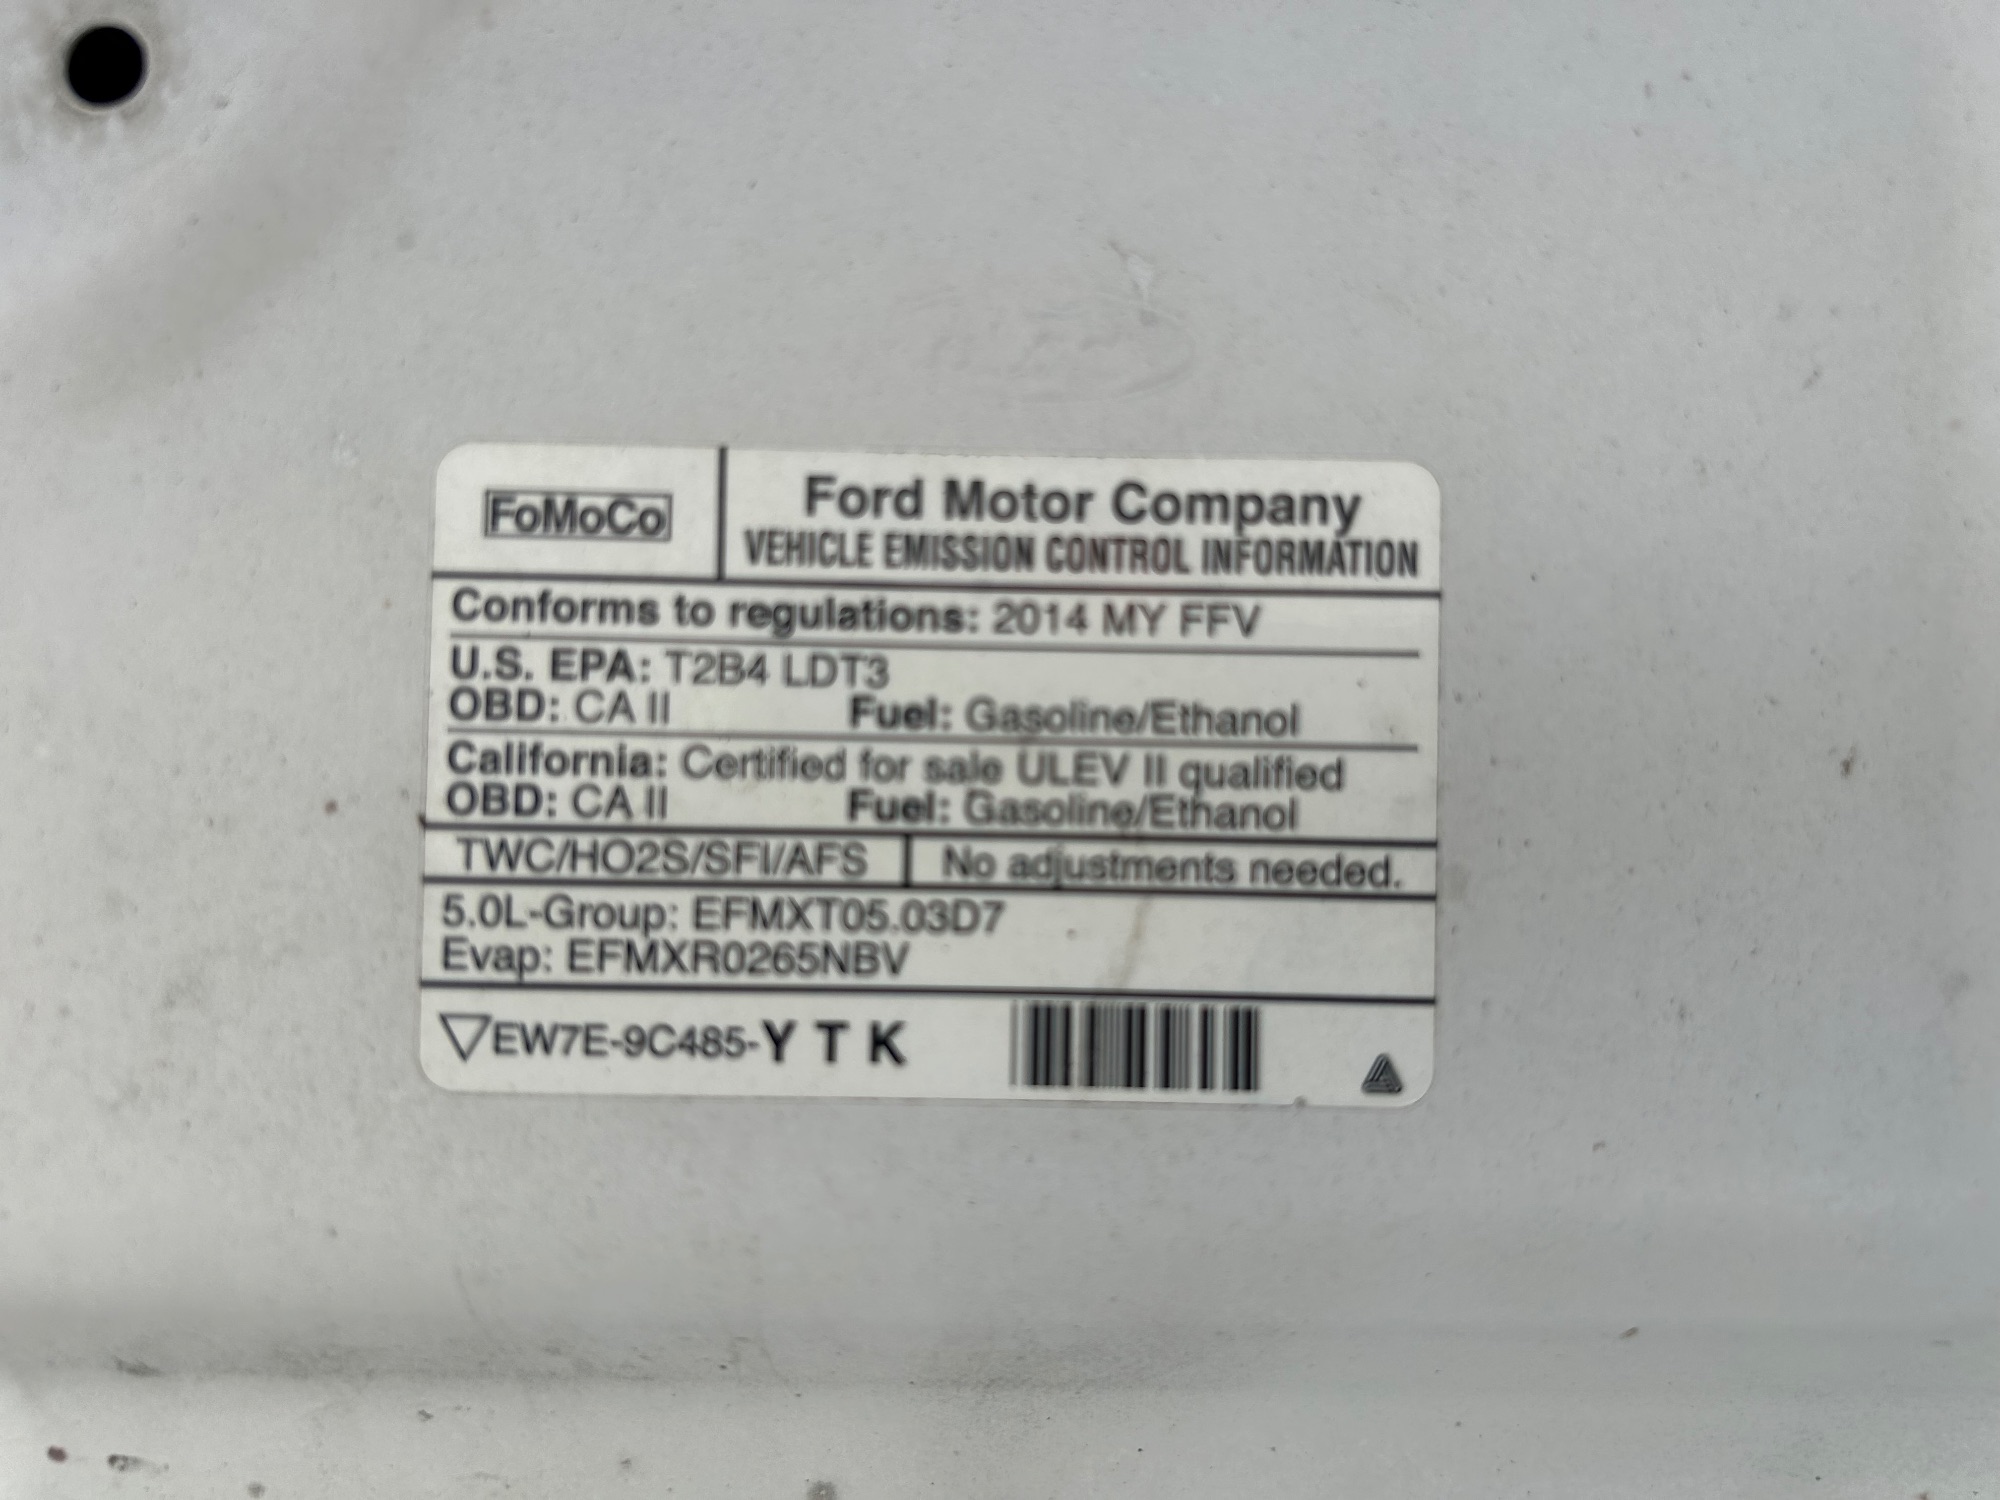 FoMoCo
Ford Motor Company
VEHICLE EMISSION CONTROL INFORMATION
Conforms to regulations: 2014 MY FFV
U.S. EPA: T2B4 LDT3
OBD: CA II Fuel: Gasoline/Ethanol
California: Certified for sale ULEV II qualified
OBD: CA II Fuel: Gasoline/Ethanol
TWC/HO2S/SFI/AFS No adjustments needed.
5.0L-Group: EFMXT05.03D7
Evap: EFMXR0265NBV
EW7E-9C485-Y T K